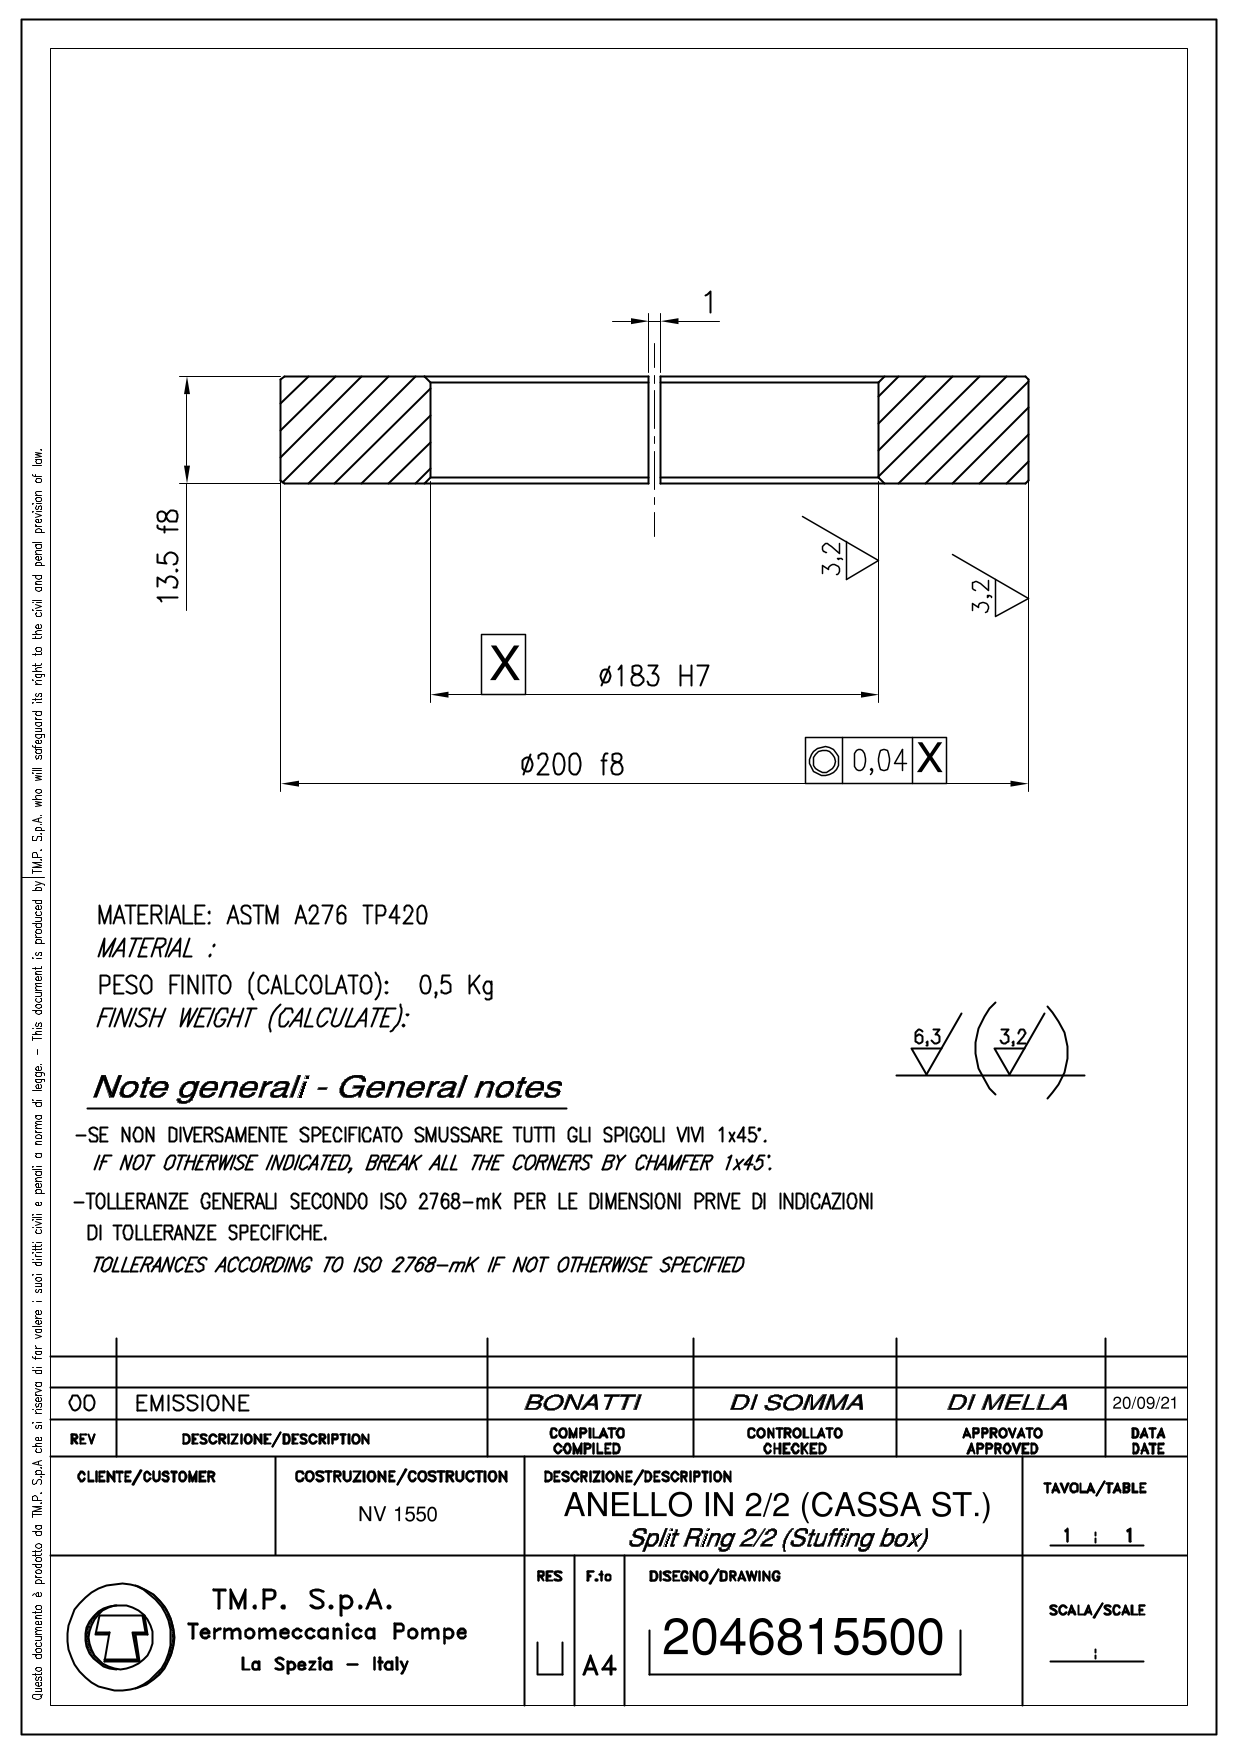 1
13.5 f8
3,2
3,2
X
ø183 H7
ø200 f8
0,04 X
MATERIALE: ASTM A276 TP420
MATERIAL :
PESO FINITO (CALCOLATO): 0,5 Kg
FINISH WEIGHT (CALCULATE):
6,3 ( 3,2 )
Note generali - General notes
-SE NON DIVERSAMENTE SPECIFICATO SMUSSARE TUTTI GLI SPIGOLI VIVI 1x45°.
IF NOT OTHERWISE INDICATED, BREAK ALL THE CORNERS BY CHAMFER 1x45°.
-TOLLERANZE GENERALI SECONDO ISO 2768-mK PER LE DIMENSIONI PRIVE DI INDICAZIONI
DI TOLLERANZE SPECIFICHE.
TOLLERANCES ACCORDING TO ISO 2768-mK IF NOT OTHERWISE SPECIFIED
00 EMISSIONE BONATTI DI SOMMA DI MELLA 20/09/21
REV DESCRIZIONE/DESCRIPTION COMPILATO CONTROLLATO APPROVATO DATA
COMPILED CHECKED APPROVED DATE
CLIENTE/CUSTOMER COSTRUZIONE/COSTRUCTION DESCRIZIONE/DESCRIPTION TAVOLA/TABLE
NV 1550 ANELLO IN 2/2 (CASSA ST.)
Split Ring 2/2 (Stuffing box)
1 : 1
RES F.to DISEGNO/DRAWING
SCALA/SCALE
:
TM.P. S.p.A.
Termomeccanica Pompe
La Spezia - Italy
A4
2046815500
Questo documento è prodotto da TM.P. S.p.A che si riserva di far valere i suoi diritti civili e penali a norma di legge. - This document is produced by TM.P. S.p.A. who will safeguard its right to the civil and penal prevision of law.